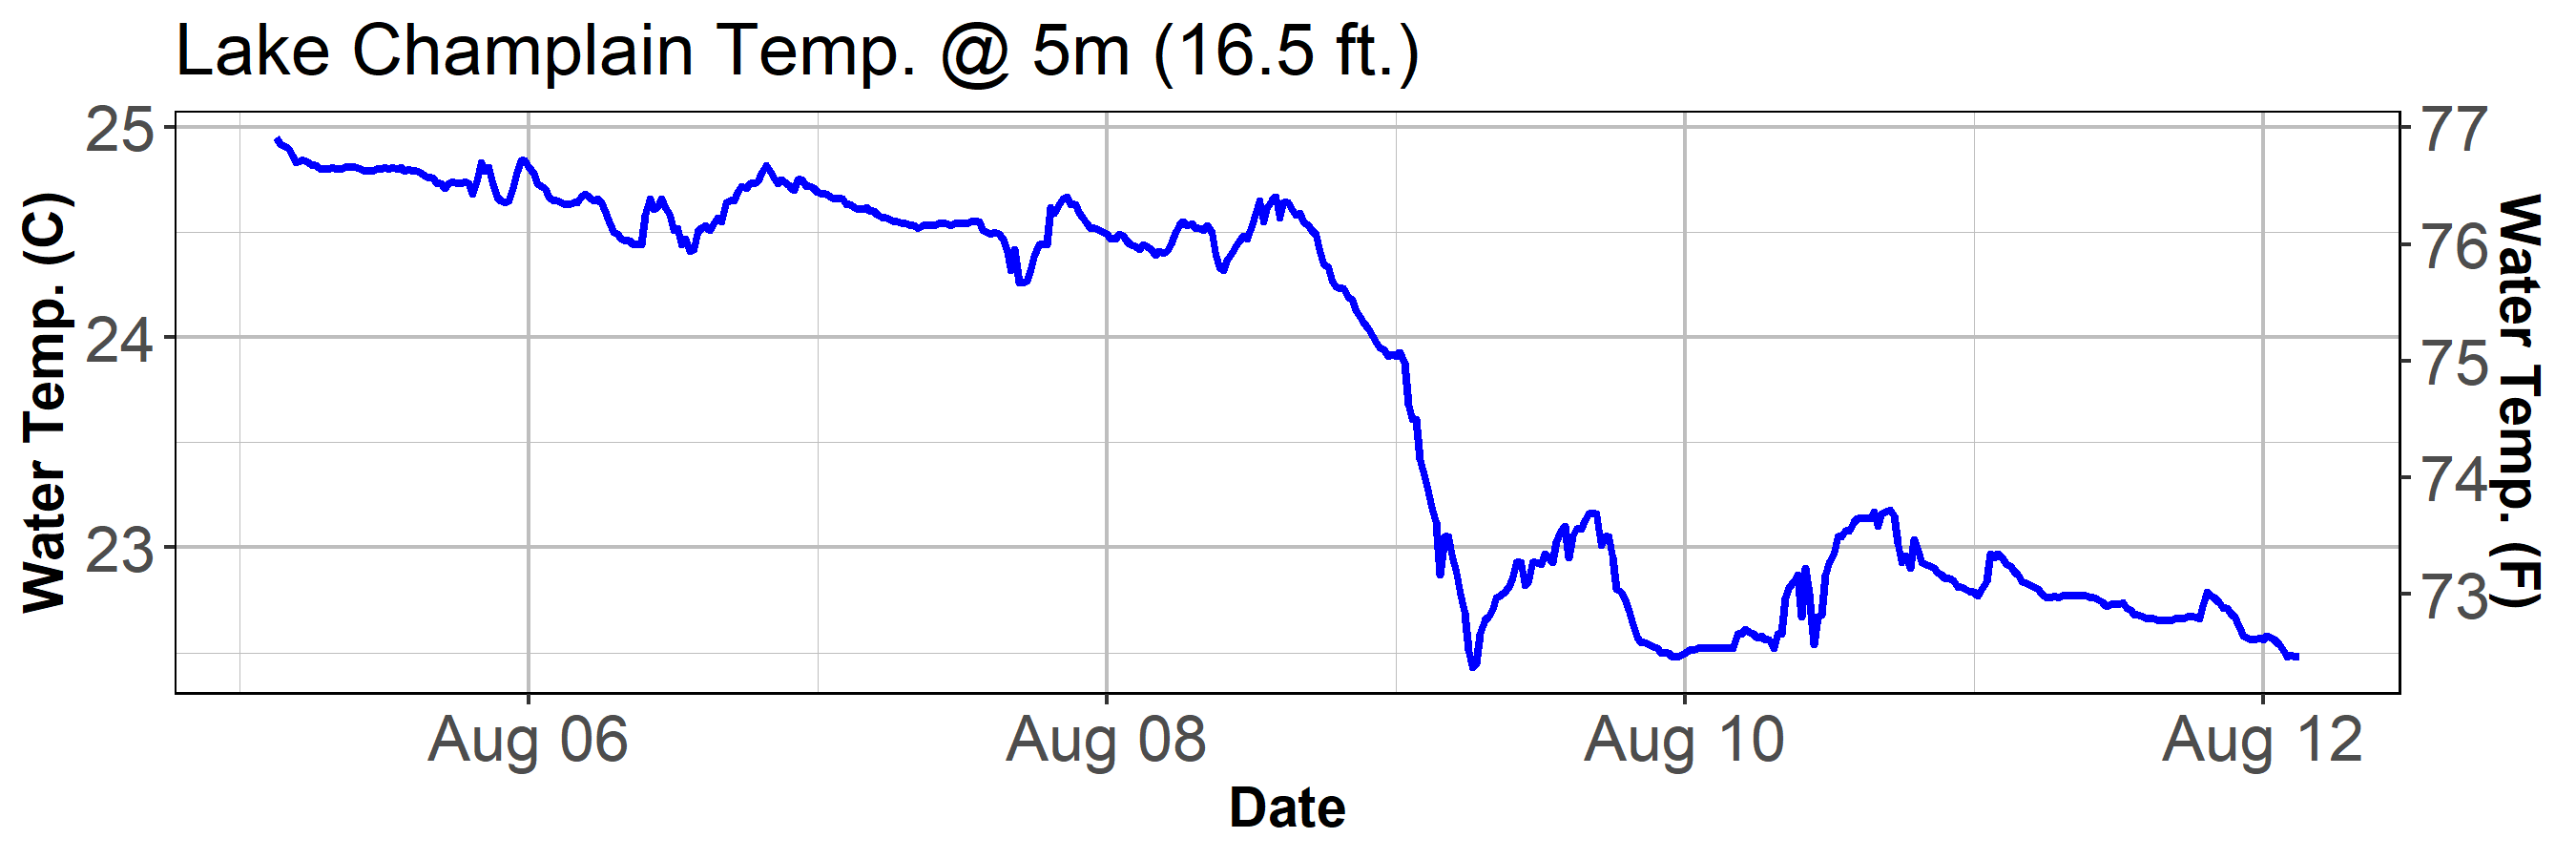 Lake Champlain Temp. @ 5m (16.5 ft.)
Water Temp. (C)
25
24
23
77
76
75
74
73
Water Temp. (F)
Aug 06 Aug 08 Aug 10 Aug 12
Date